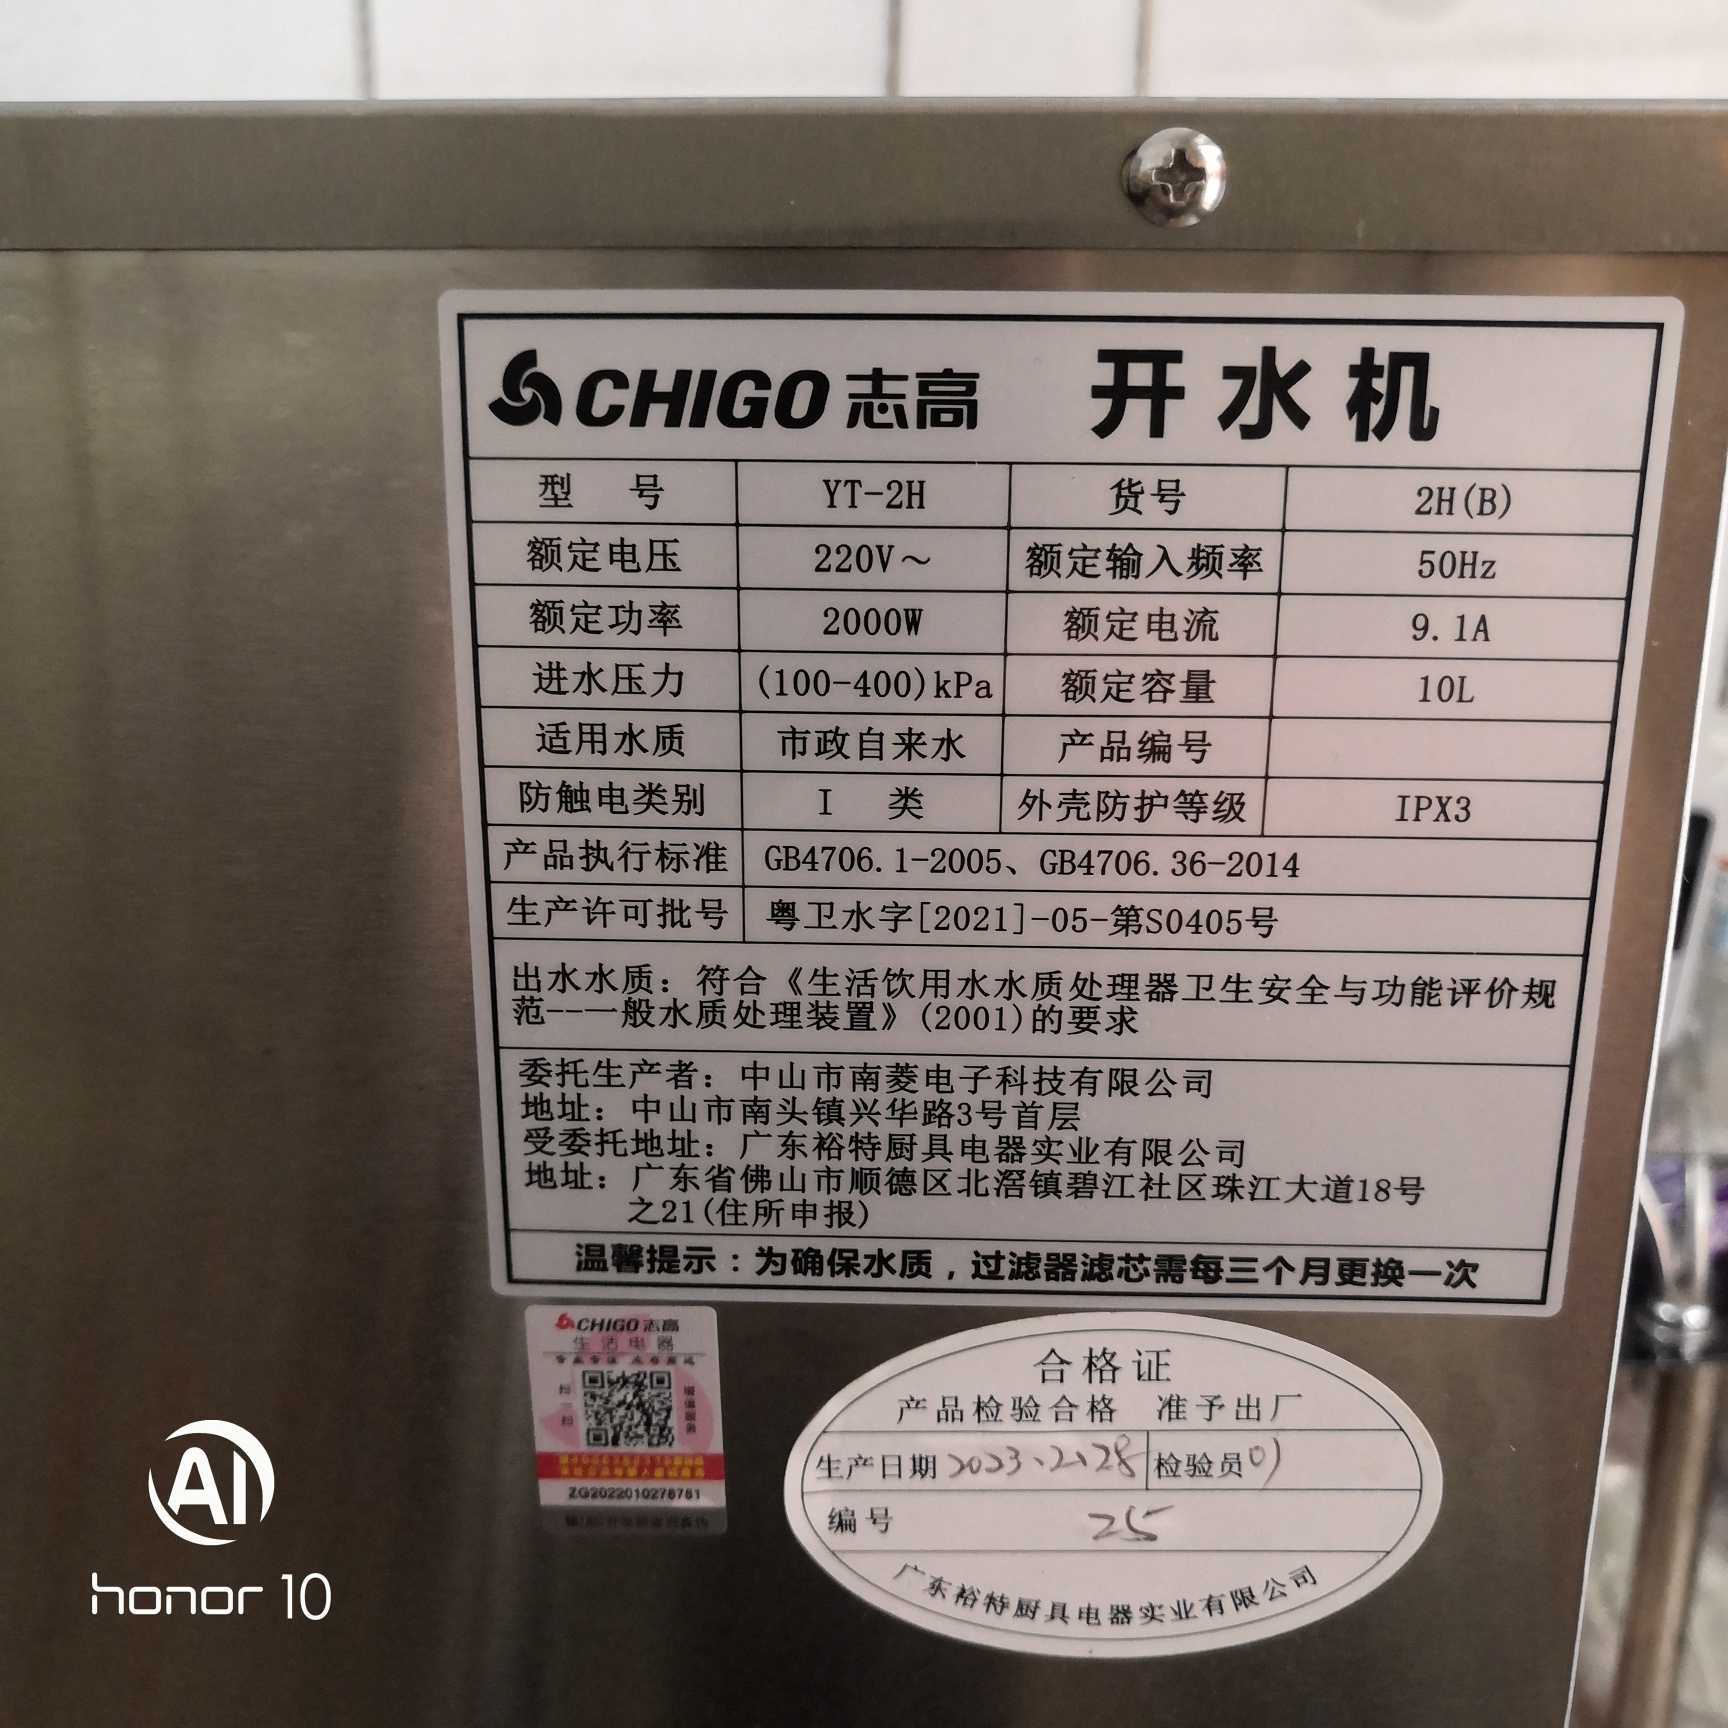 CHIGO 志高 开水机
型 号 YT-2H 货号 2H(B)
额定电压 220V～ 额定输入频率 50Hz
额定功率 2000W 额定电流 9.1A
进水压力 (100-400)kPa 额定容量 10L
适用水质 市政自来水 产品编号
防触电类别 I 类 外壳防护等级 IPX3
产品执行标准 GB4706.1-2005、GB4706.36-2014
生产许可批号 粤卫水字[2021]-05-第S0405号
出水水质：符合《生活饮用水水质处理器卫生安全与功能评价规
范--一般水质处理装置》(2001)的要求
委托生产者：中山市南菱电子科技有限公司
地址：中山市南头镇兴华路3号首层
受委托地址：广东裕特厨具电器实业有限公司
地址：广东省佛山市顺德区北滘镇碧江社区珠江大道18号
之21(住所申报)
温馨提示：为确保水质，过滤器滤芯需每三个月更换一次
CHIGO 志高
生活电器
扫一扫
ZG2022010276761
合格证
产品检验合格 准予出厂
生产日期 2023.2.28 检验员 01
编号 25
广东裕特厨具电器实业有限公司
AI
honor 10